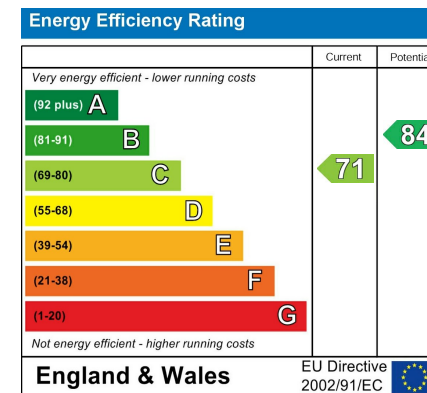 Energy Efficiency Rating
Current
Potentia
Very energy efficient - lower running costs
(92 plus) A
(81-91) B
84
(69-80) C
71
(55-68) D
(39-54) E
(21-38) F
(1-20) G
Not energy efficient - higher running costs
England & Wales
EU Directive
2002/91/EC